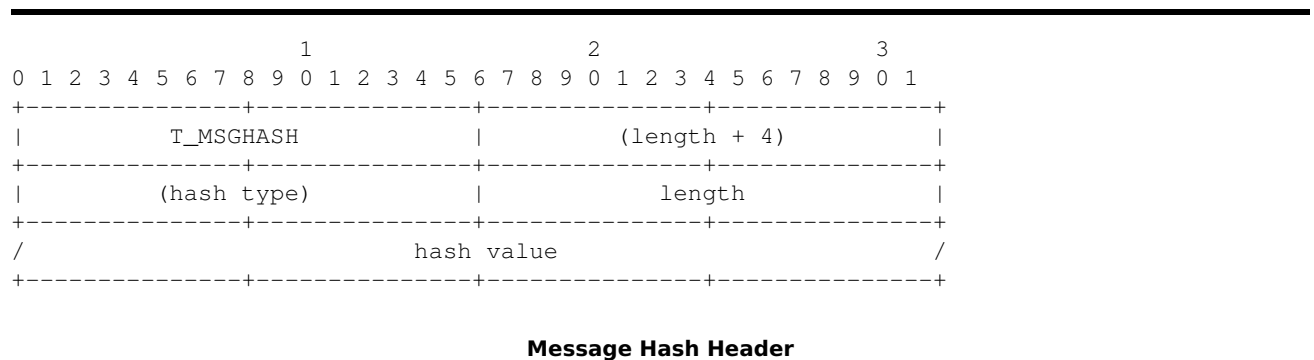 1                   2                   3
0 1 2 3 4 5 6 7 8 9 0 1 2 3 4 5 6 7 8 9 0 1 2 3 4 5 6 7 8 9 0 1
+---------------+---------------+---------------+---------------+
|          T_MSGHASH            |         (length + 4)          |
+---------------+---------------+---------------+---------------+
|         (hash type)           |            length             |
+---------------+---------------+---------------+---------------+
/                           hash value                          /
+---------------+---------------+---------------+---------------+
Message Hash Header